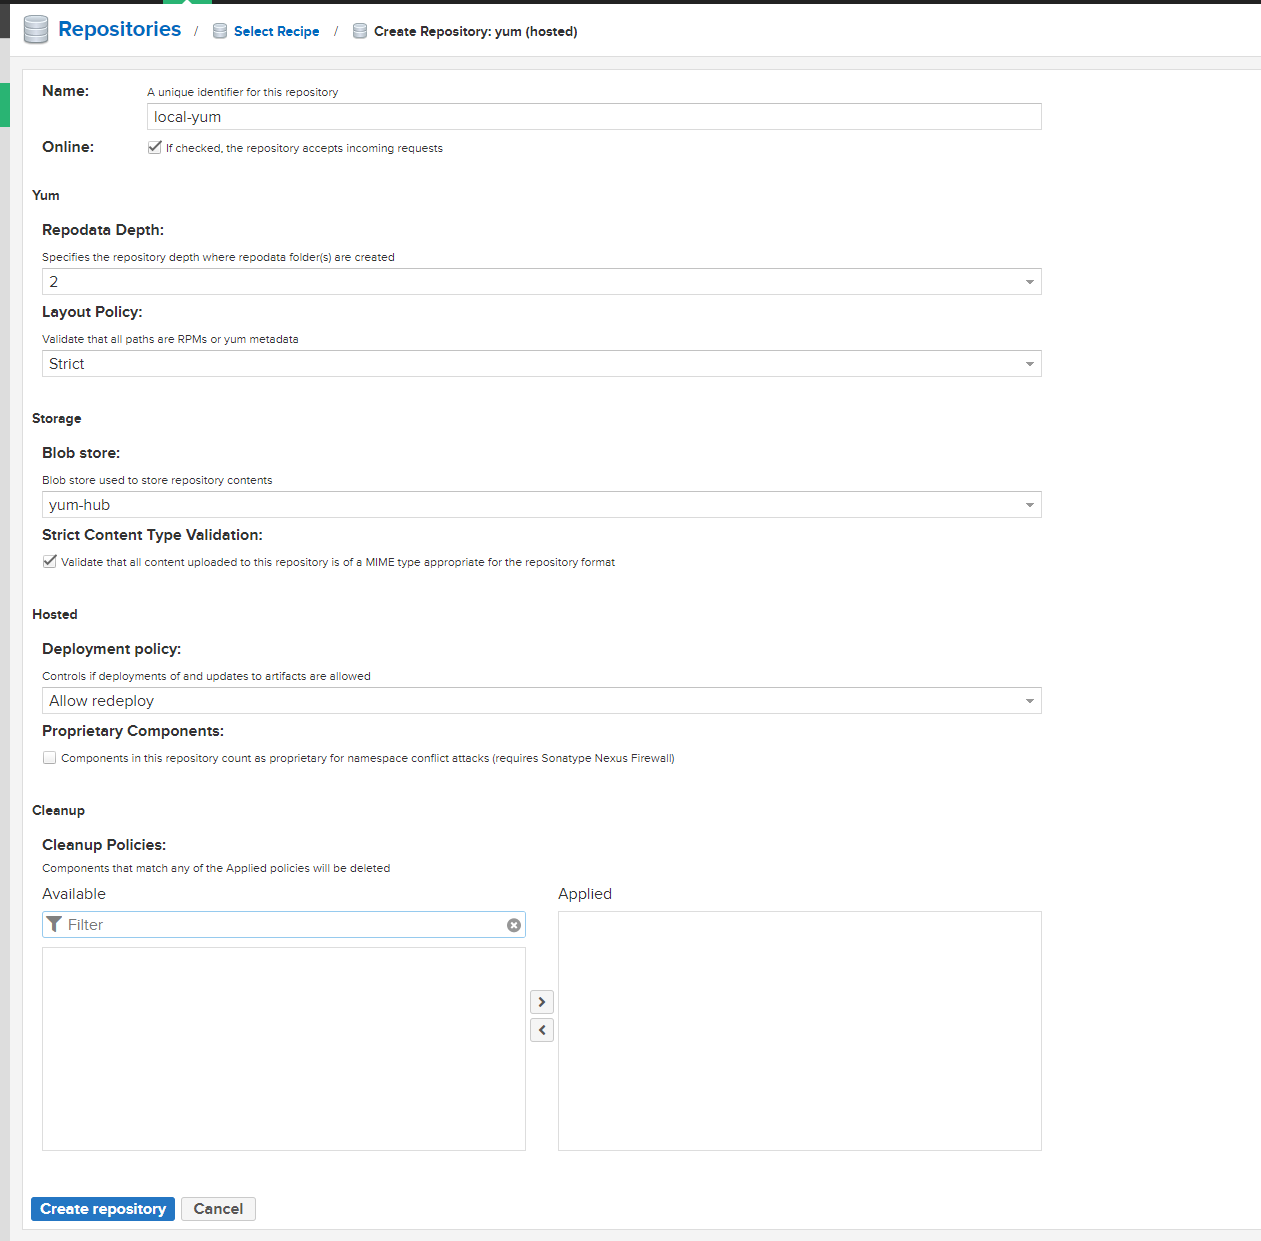 Repositories / Select Recipe / Create Repository: yum (hosted)
Name: A unique identifier for this repository
local-yum
Online: If checked, the repository accepts incoming requests
Yum
Repodata Depth:
Specifies the repository depth where repodata folder(s) are created
2
Layout Policy:
Validate that all paths are RPMs or yum metadata
Strict
Storage
Blob store:
Blob store used to store repository contents
yum-hub
Strict Content Type Validation:
Validate that all content uploaded to this repository is of a MIME type appropriate for the repository format
Hosted
Deployment policy:
Controls if deployments of and updates to artifacts are allowed
Allow redeploy
Proprietary Components:
Components in this repository count as proprietary for namespace conflict attacks (requires Sonatype Nexus Firewall)
Cleanup
Cleanup Policies:
Components that match any of the Applied policies will be deleted
Available Applied
Filter
Create repository Cancel